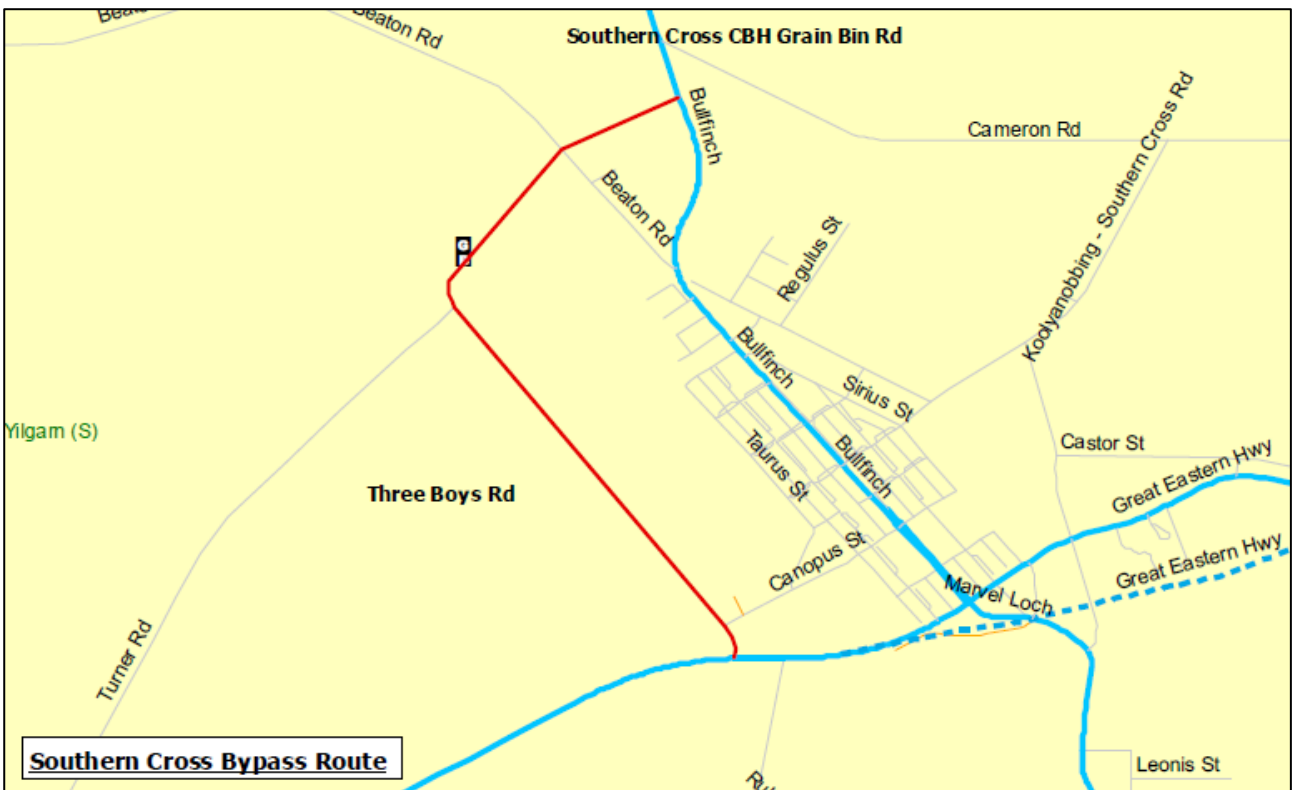 Beaton Rd
Southern Cross CBH Grain Bin Rd
Bullfinch
Cameron Rd
Koolyanobbing - Southern Cross Rd
Beaton Rd
Regulus St
Bullfinch
Sirius St
Yilgarn (S)
Taurus St
Bullfinch
Castor St
Great Eastern Hwy
Three Boys Rd
Great Eastern Hwy
Canopus St
Marvel Loch
Turner Rd
Southern Cross Bypass Route
Leonis St